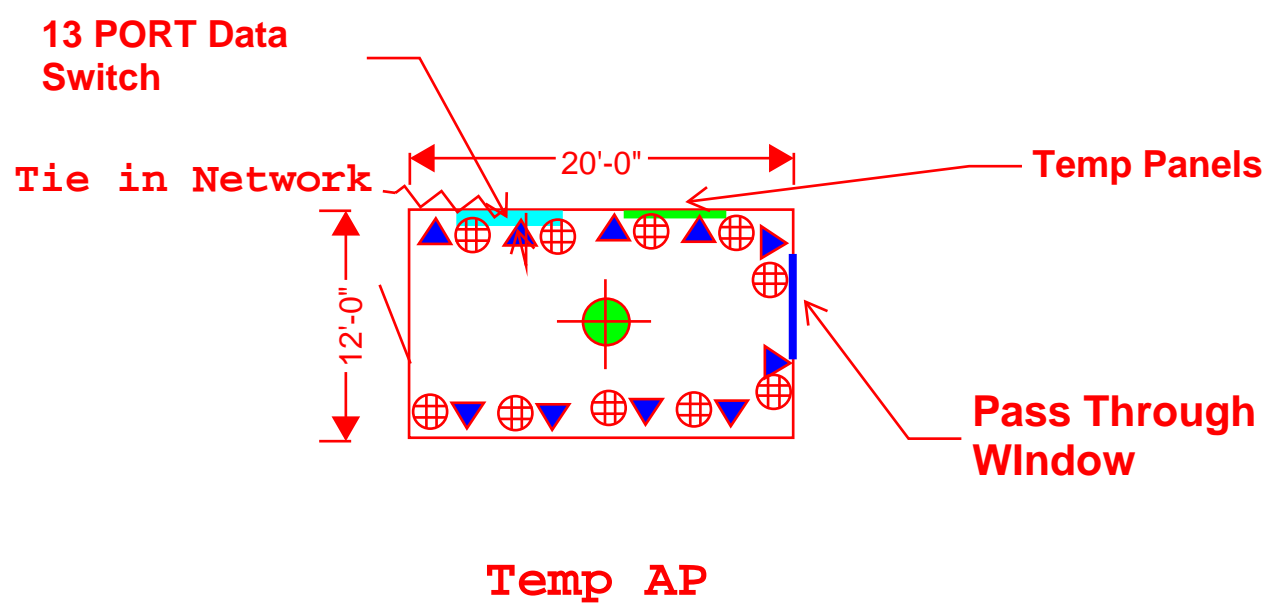 13 PORT Data
Switch
20'-0"
Temp Panels
Tie in Network
12'-0"
Pass Through
WIndow
Temp AP